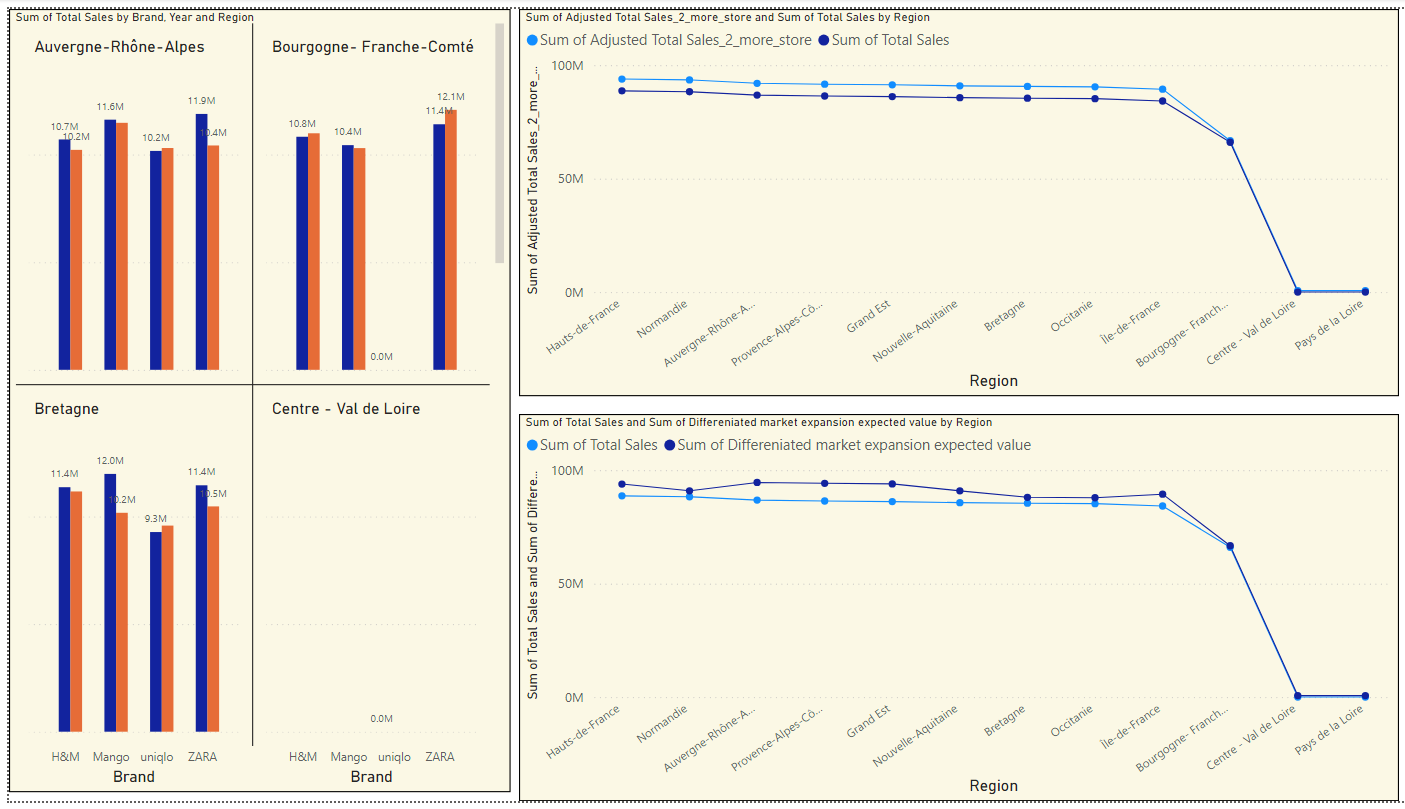 Sum of Total Sales by Brand, Year and Region
Auvergne-Rhône-Alpes
10.7M
10.2M
11.6M
10.2M
11.9M
10.4M
Bourgogne- Franche-Comté
10.8M
10.4M
0.0M
11.4M
12.1M
Bretagne
11.4M
12.0M
10.2M
9.3M
11.4M
10.5M
Centre - Val de Loire
0.0M
H&M Mango uniqlo ZARA
Brand
H&M Mango uniqlo ZARA
Brand
Sum of Adjusted Total Sales_2_more_store and Sum of Total Sales by Region
Sum of Adjusted Total Sales_2_more_store Sum of Total Sales
Sum of Adjusted Total Sales_2_more_...
100M
50M
0M
Hauts-de-France
Normandie
Auvergne-Rhône-A...
Provence-Alpes-Cô...
Grand Est
Nouvelle-Aquitaine
Bretagne
Occitanie
Île-de-France
Bourgogne- Franch...
Centre - Val de Loire
Pays de la Loire
Region
Sum of Total Sales and Sum of Differeniated market expansion expected value by Region
Sum of Total Sales Sum of Differeniated market expansion expected value
Sum of Total Sales and Sum of Differe...
100M
50M
0M
Hauts-de-France
Normandie
Auvergne-Rhône-A...
Provence-Alpes-Cô...
Grand Est
Nouvelle-Aquitaine
Bretagne
Occitanie
Île-de-France
Bourgogne- Franch...
Centre - Val de Loire
Pays de la Loire
Region